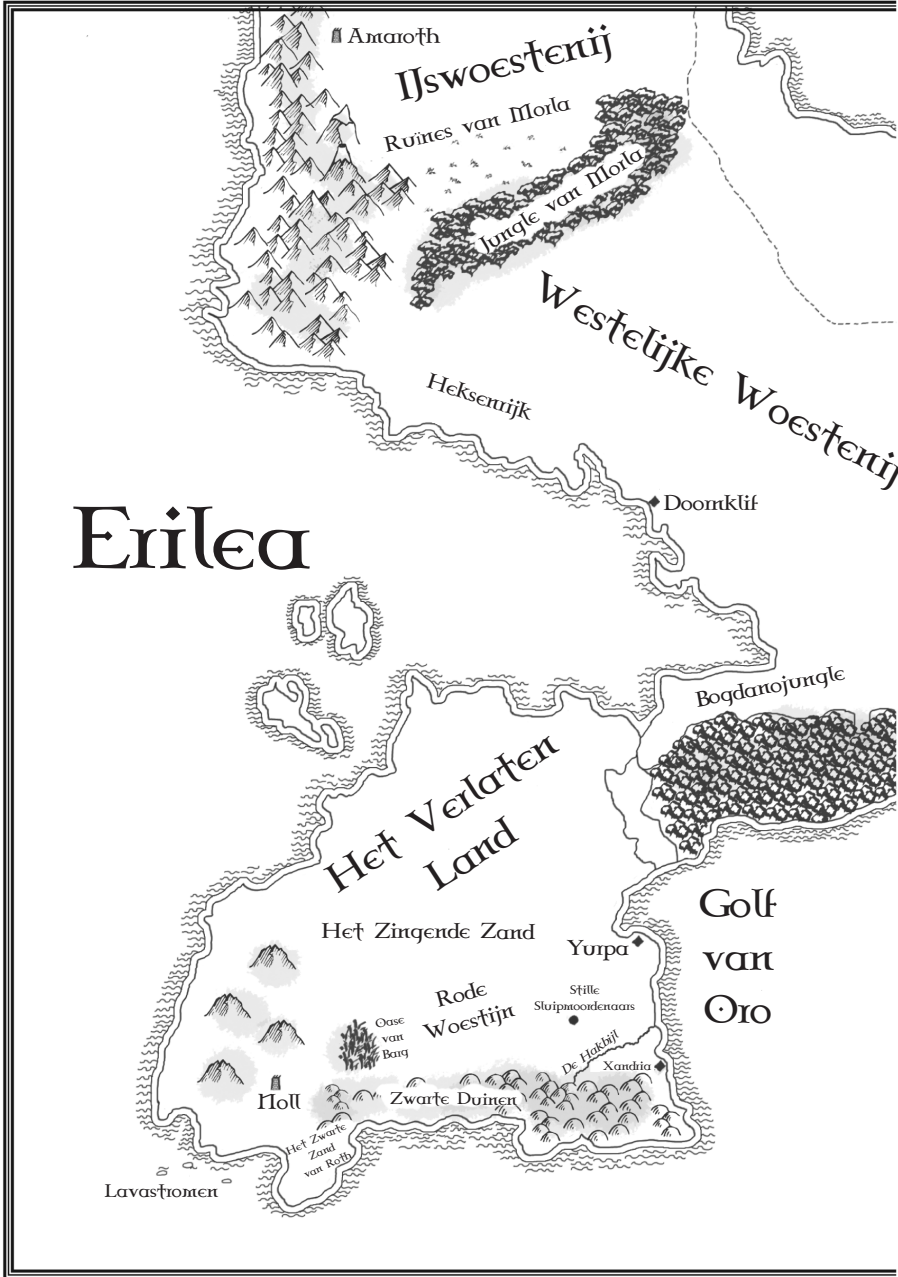 Amaroth
IJswoestenij
Ruïnes van Morla
Jungle van Morla
Westelijke Woestenij
Heksenrijk
Doornklif
Erilea
Bogdanojungle
Het Verlaten
Land
Golf
van
Oro
Het Zingende Zand
Yurpa
Rode
Woestijn
Stille
Sluipmoordenaars
Oase
van
Barq
De Hakbijl
Xandria
Noll
Zwarte Duinen
Het Zwarte
Zand
van Roth
Lavastromen